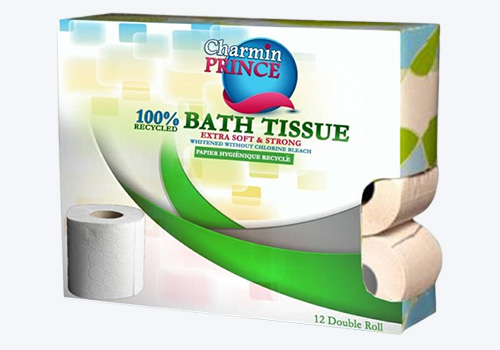 Charmin
PRINCE
100%
RECYCLED
BATH TISSUE
EXTRA SOFT & STRONG
WHITENED WITHOUT CHLORINE BLEACH
PAPIER HYGIÉNIQUE RECYCLÉ
12 Double Roll